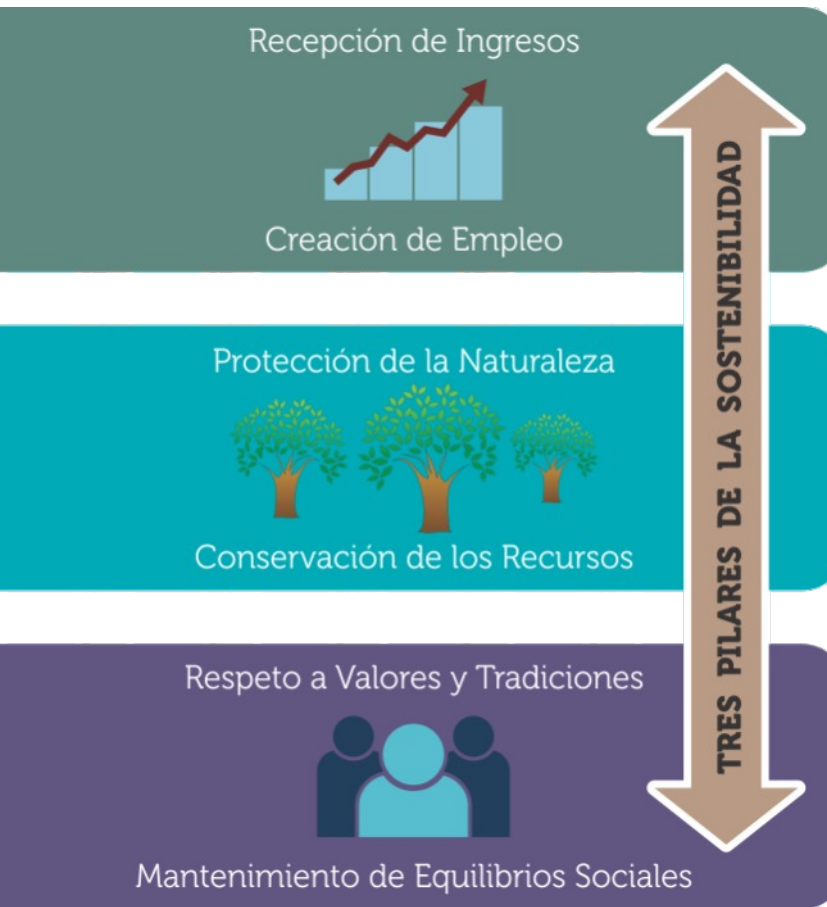 Recepción de Ingresos
Creación de Empleo
Protección de la Naturaleza
Conservación de los Recursos
Respeto a Valores y Tradiciones
Mantenimiento de Equilibrios Sociales
TRES PILARES DE LA SOSTENIBILIDAD